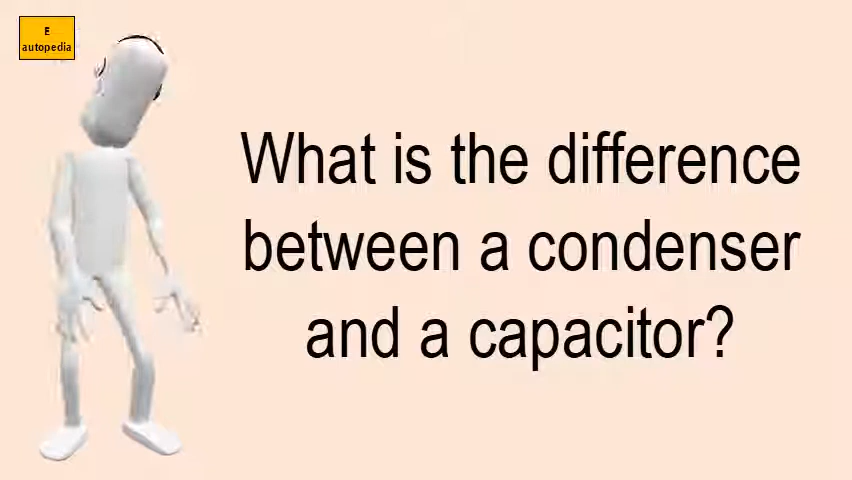 E
autopedia
What is the difference
between a condenser
and a capacitor?